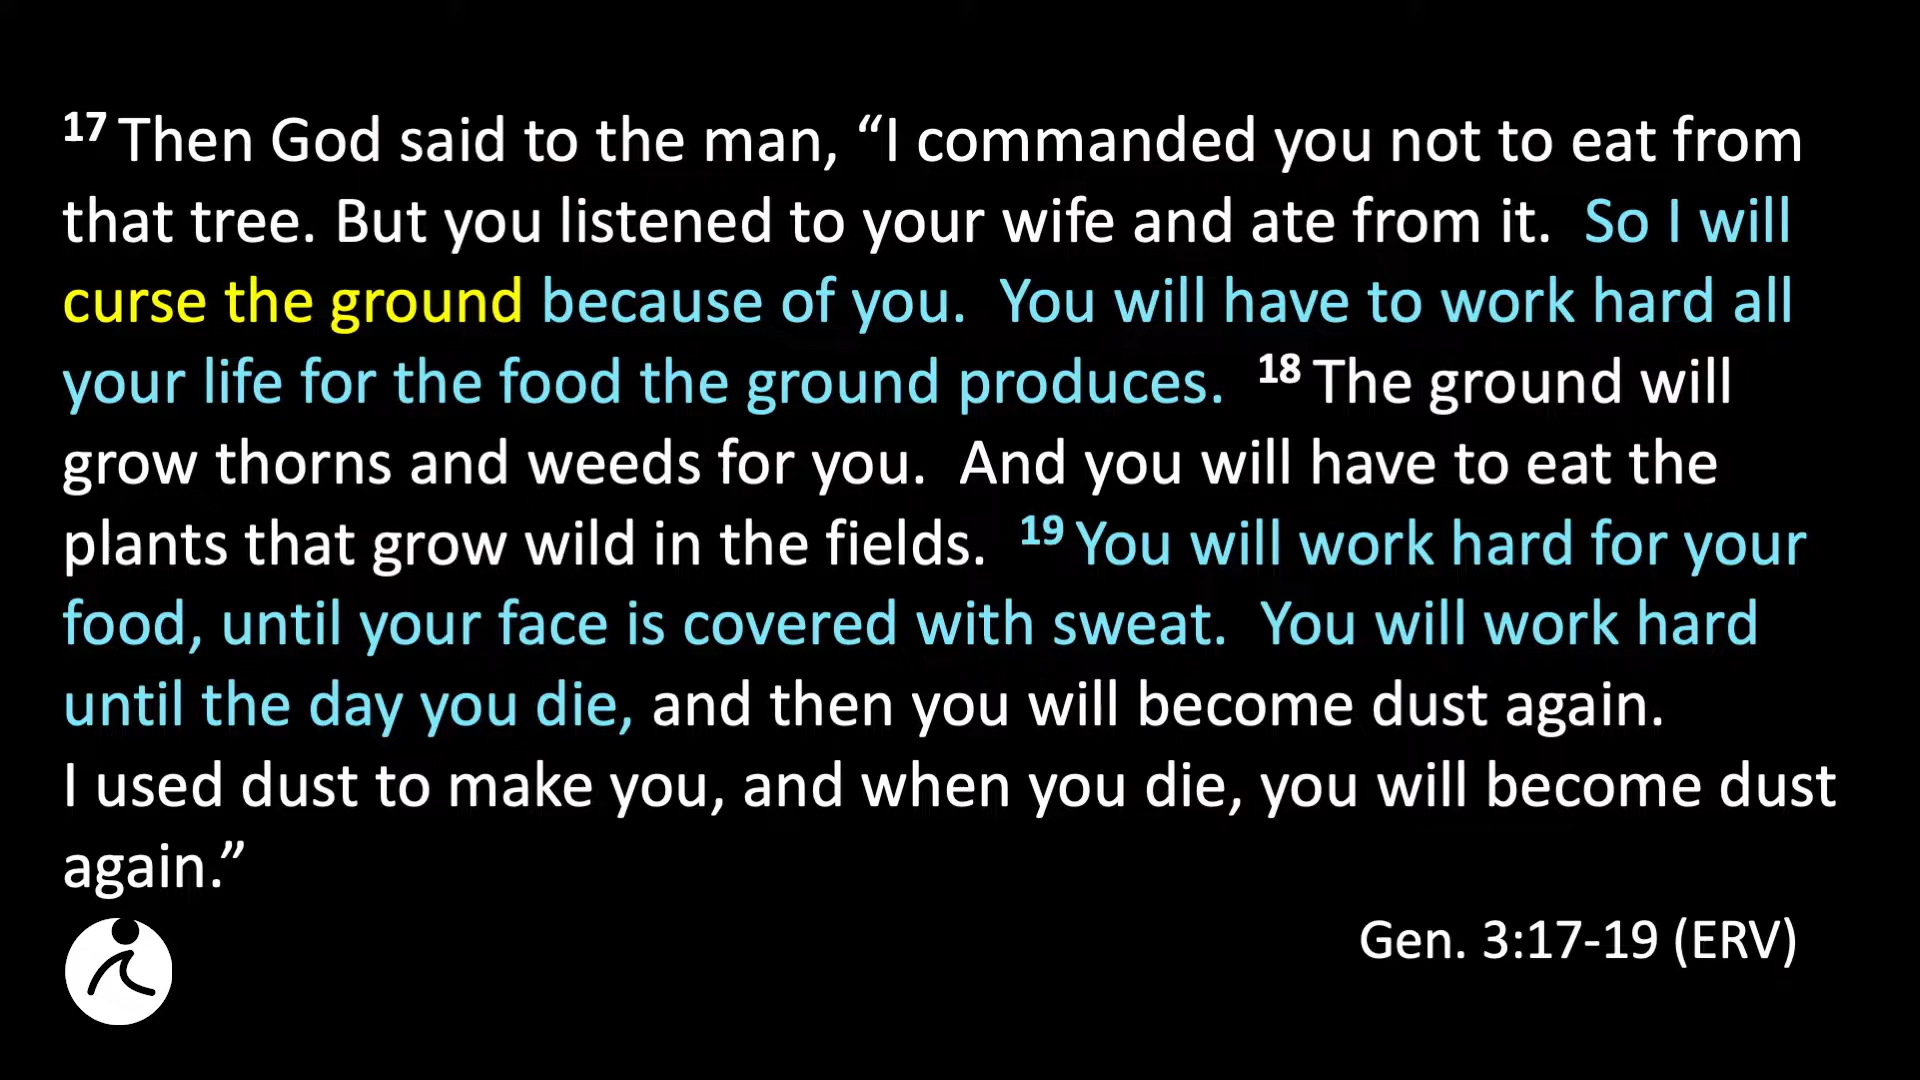 17 Then God said to the man, “I commanded you not to eat from
that tree. But you listened to your wife and ate from it.  So I will
curse the ground because of you.  You will have to work hard all
your life for the food the ground produces.  18 The ground will
grow thorns and weeds for you.  And you will have to eat the
plants that grow wild in the fields.  19 You will work hard for your
food, until your face is covered with sweat.  You will work hard
until the day you die, and then you will become dust again.
I used dust to make you, and when you die, you will become dust
again.”
Gen. 3:17-19 (ERV)